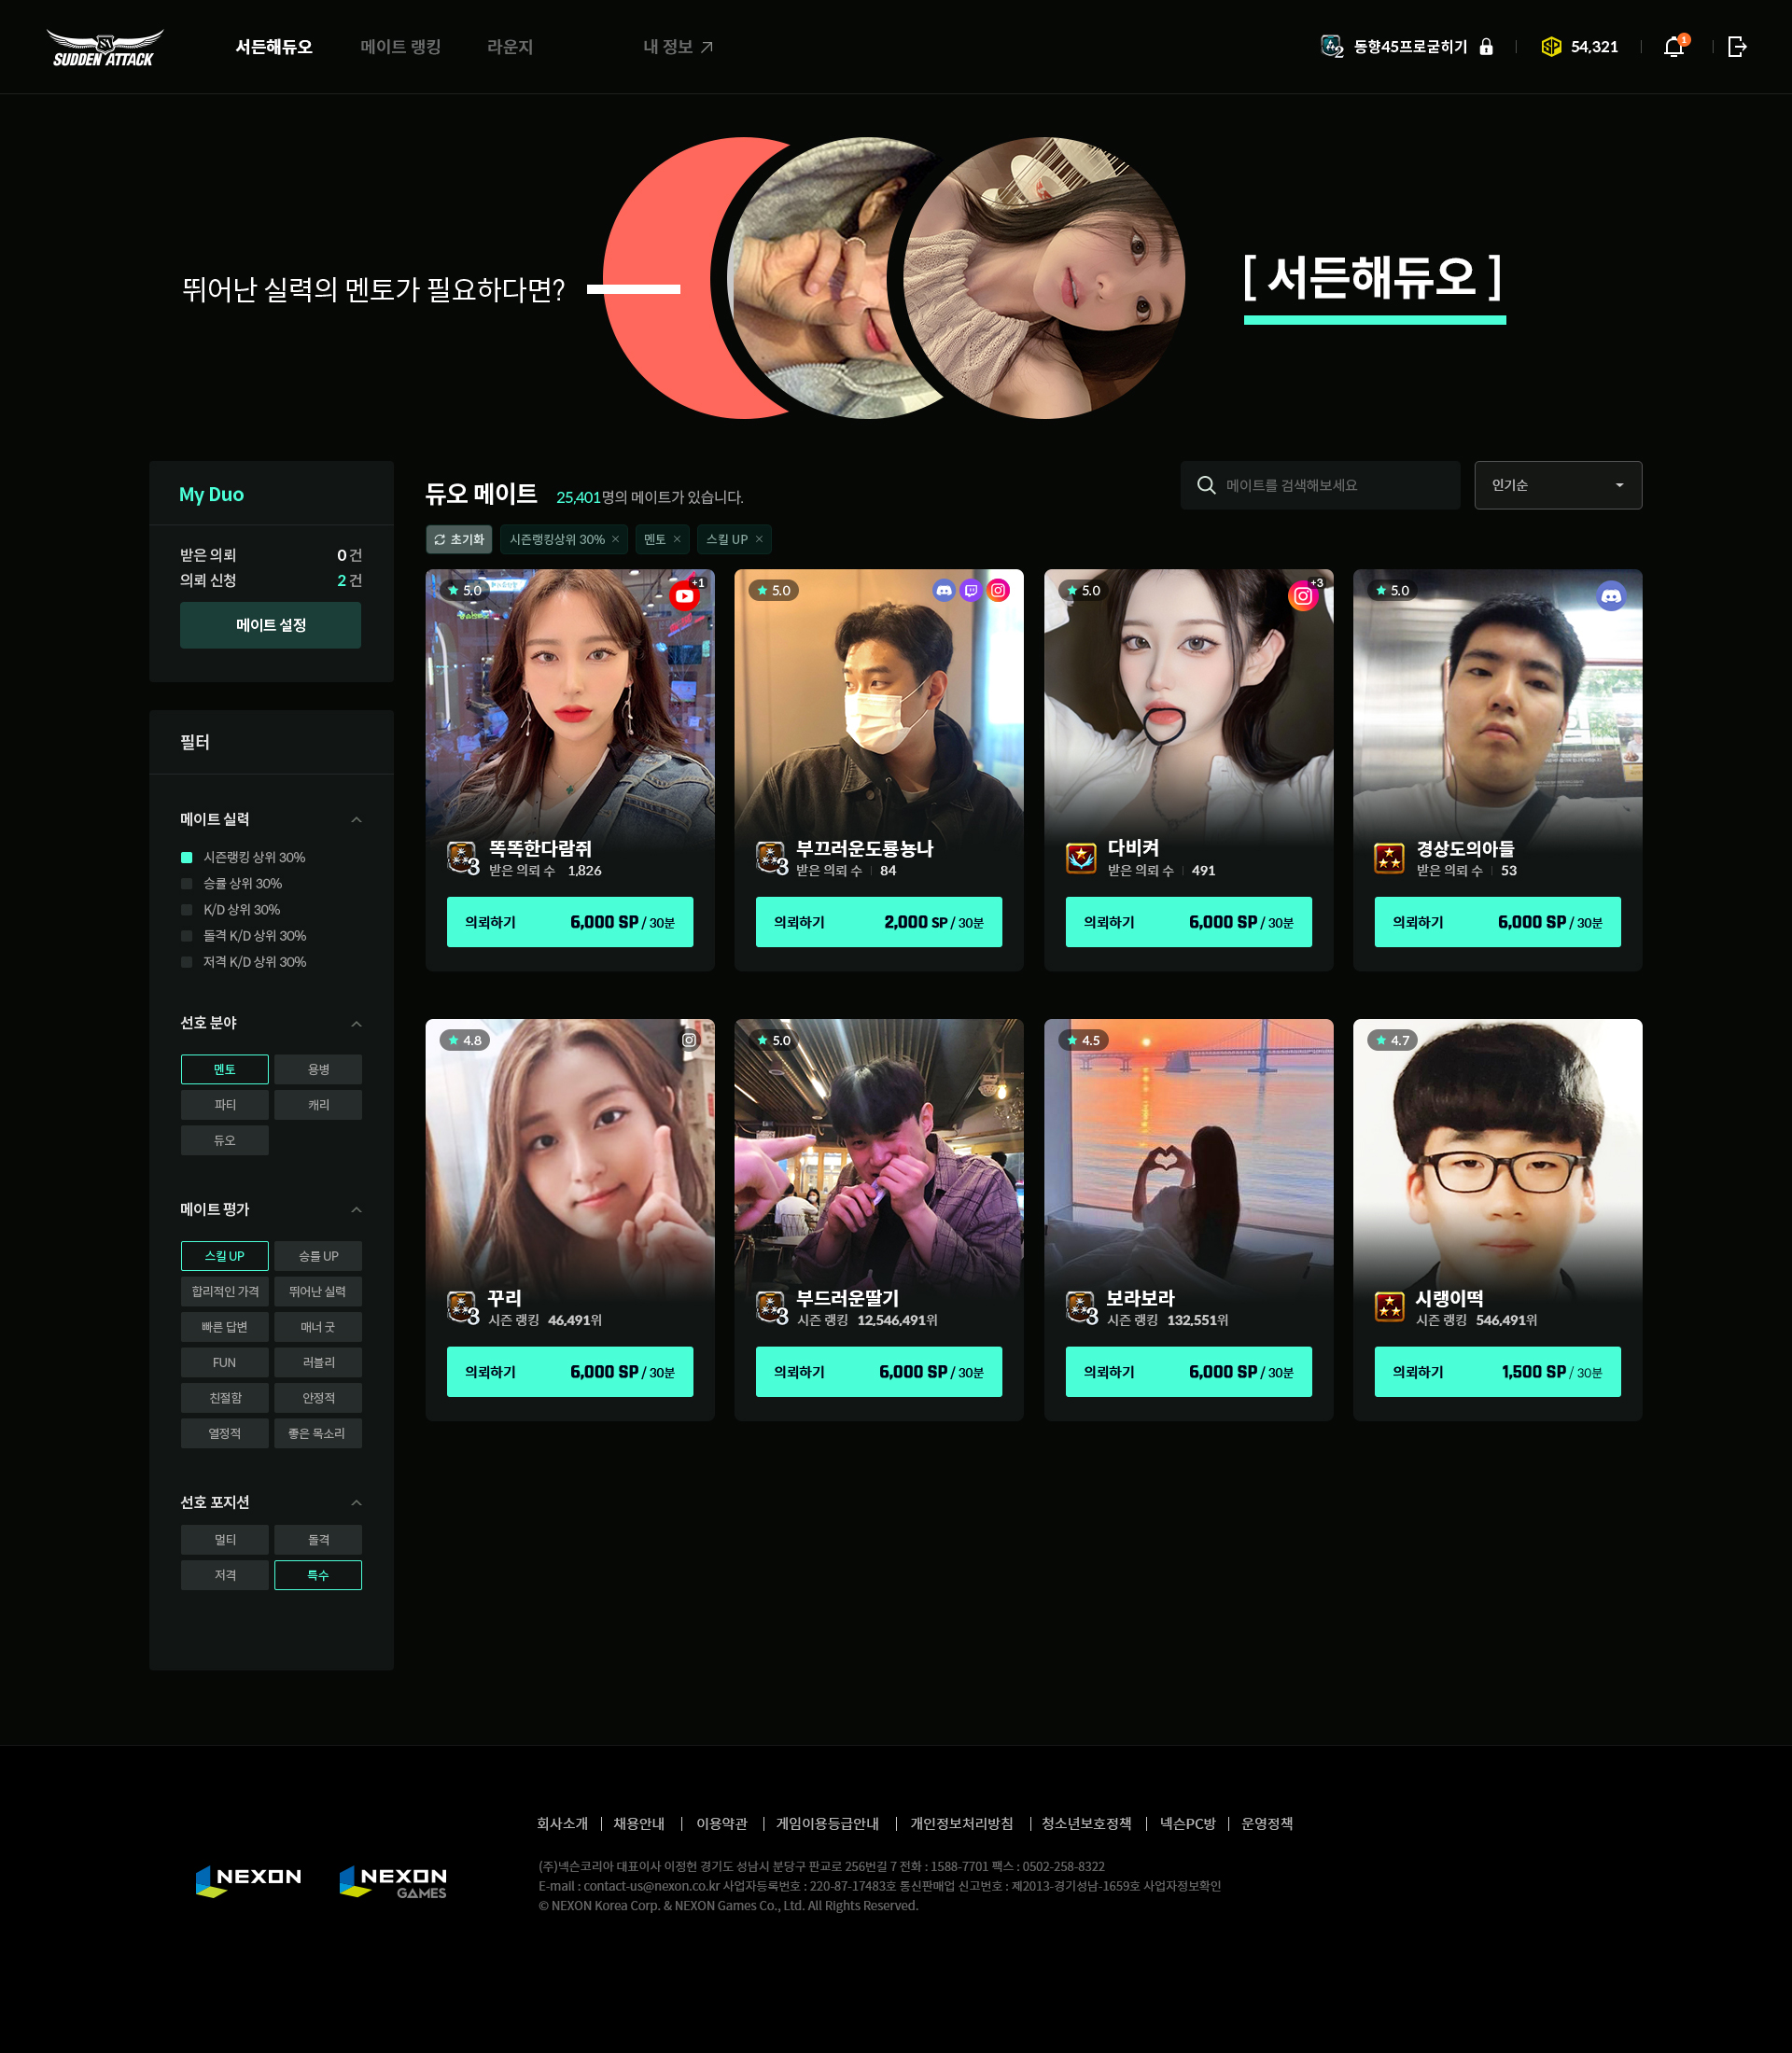 SUDDEN ATTACK
서든해듀오 메이트 랭킹 라운지 내 정보
2 동향45프로굳히기 SP 54,321 1
뛰어난 실력의 멘토가 필요하다면?
[ 서든해듀오 ]
My Duo
받은 의뢰 0 건
의뢰 신청 2 건
메이트 설정
필터
메이트 실력
시즌랭킹 상위 30%
승률 상위 30%
K/D 상위 30%
돌격 K/D 상위 30%
저격 K/D 상위 30%
선호 분야
멘토 용병
파티 캐리
듀오
메이트 평가
스킬 UP 승률 UP
합리적인 가격 뛰어난 실력
빠른 답변 매너 굿
FUN 러블리
친절함 안정적
열정적 좋은 목소리
선호 포지션
멀티 돌격
저격 특수
듀오 메이트 25,401명의 메이트가 있습니다.
메이트를 검색해보세요 인기순
초기화 시즌랭킹상위 30% 멘토 스킬 UP
5.0 +1
3 똑똑한다람쥐
받은 의뢰 수 1,826
의뢰하기 6,000 SP / 30분
5.0
3 부끄러운도룡뇽나
받은 의뢰 수 84
의뢰하기 2,000 SP / 30분
5.0 +3
다비켜
받은 의뢰 수 491
의뢰하기 6,000 SP / 30분
5.0
경상도의아들
받은 의뢰 수 53
의뢰하기 6,000 SP / 30분
4.8
3 꾸리
시즌 랭킹 46,491위
의뢰하기 6,000 SP / 30분
5.0
3 부드러운딸기
시즌 랭킹 12,546,491위
의뢰하기 6,000 SP / 30분
4.5
3 보라보라
시즌 랭킹 132,551위
의뢰하기 6,000 SP / 30분
4.7
시랭이떡
시즌 랭킹 546,491위
의뢰하기 1,500 SP / 30분
회사소개 채용안내 이용약관 게임이용등급안내 개인정보처리방침 청소년보호정책 넥슨PC방 운영정책
NEXON NEXON GAMES
(주)넥슨코리아 대표이사 이정헌 경기도 성남시 분당구 판교로 256번길 7 전화 : 1588-7701 팩스 : 0502-258-8322
E-mail : contact-us@nexon.co.kr 사업자등록번호 : 220-87-17483호 통신판매업 신고번호 : 제2013-경기성남-1659호 사업자정보확인
© NEXON Korea Corp. & NEXON Games Co., Ltd. All Rights Reserved.